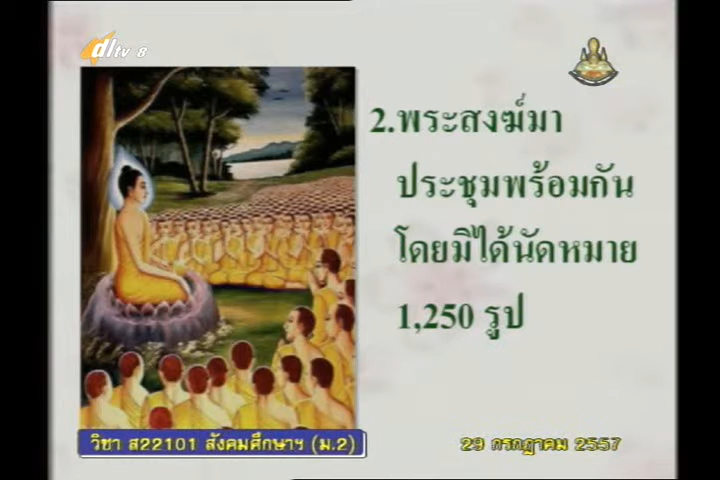 dltv 8
2.พระสงฆ์มา
ประชุมพร้อมกัน
โดยมิได้นัดหมาย
1,250 รูป
วิชา ส22101 สังคมศึกษาฯ (ม.2)
29 กรกฎาคม 2557